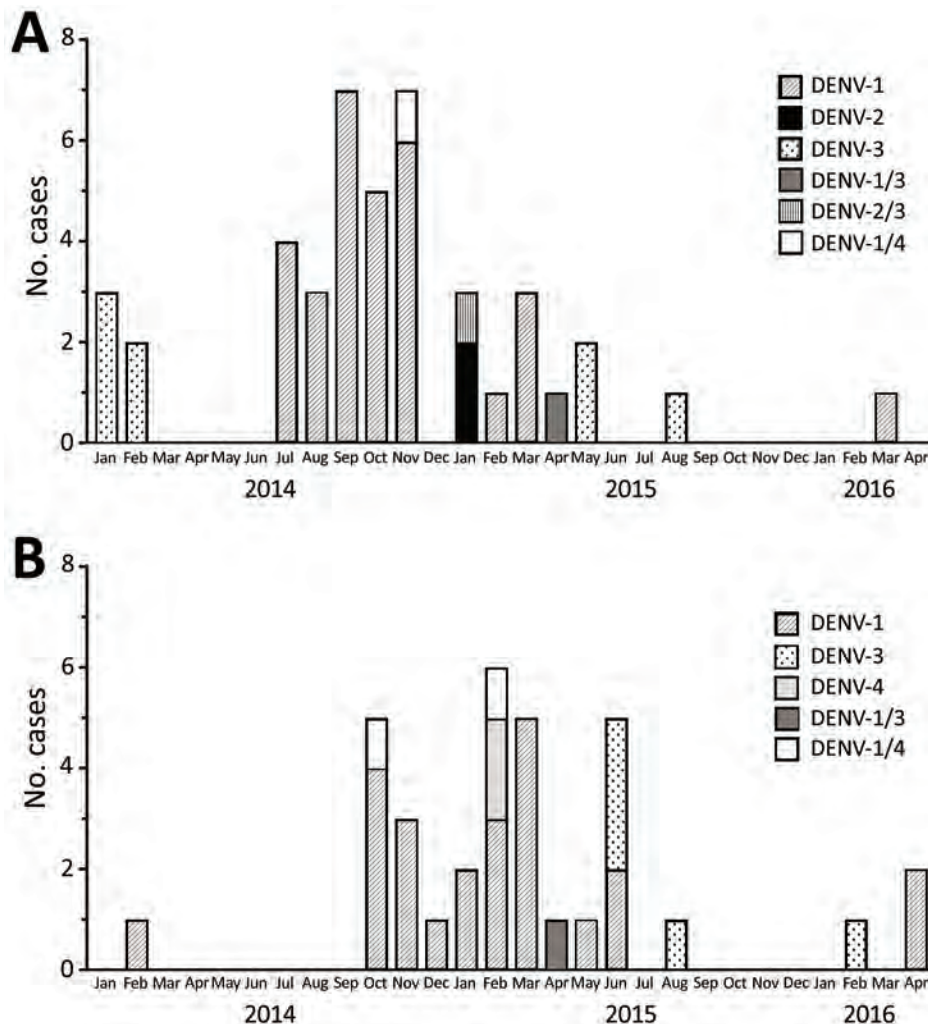 A
8
6
4
2
0
No. cases
DENV-1
DENV-2
DENV-3
DENV-1/3
DENV-2/3
DENV-1/4
Jan Feb Mar Apr May Jun Jul Aug Sep Oct Nov Dec Jan Feb Mar Apr May Jun Jul Aug Sep Oct Nov Dec Jan Feb Mar Apr
2014 2015 2016
B
8
6
4
2
0
No. cases
DENV-1
DENV-3
DENV-4
DENV-1/3
DENV-1/4
Jan Feb Mar Apr May Jun Jul Aug Sep Oct Nov Dec Jan Feb Mar Apr May Jun Jul Aug Sep Oct Nov Dec Jan Feb Mar Apr
2014 2015 2016